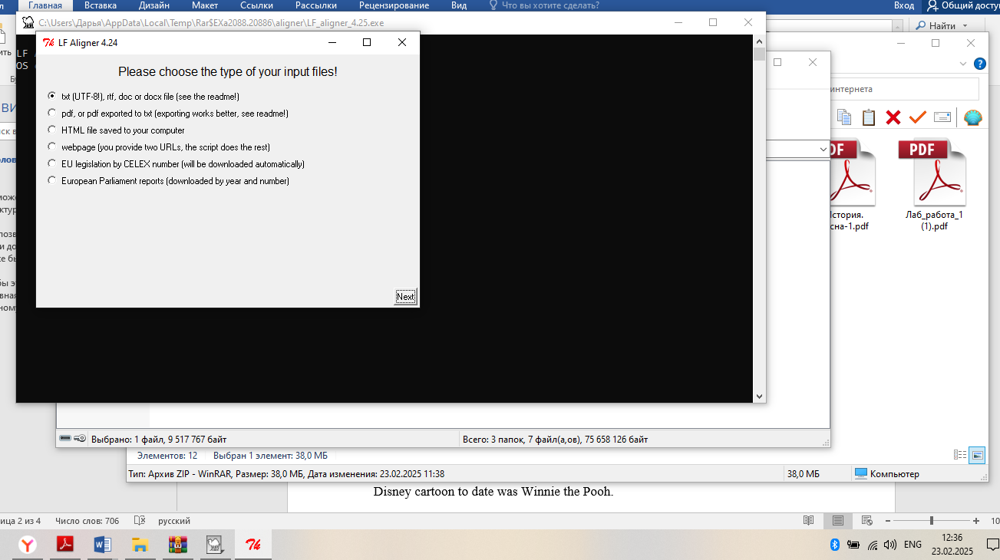 Главная Вставка Дизайн Макет Ссылки Рассылки Рецензирование Вид Что вы хотите сделать? Вход Общий досту
C:\Users\Дарья\AppData\Local\Temp\Rar$EXa2088.20886\aligner\LF_aligner_4.25.exe
Найти
LF Aligner 4.24
LF
OS
Please choose the type of your input files!
txt (UTF-8!), rtf, doc or docx file (see the readme!)
pdf, or pdf exported to txt (exporting works better, see readme!)
HTML file saved to your computer
webpage (you provide two URLs, the script does the rest)
EU legislation by CELEX number (will be downloaded automatically)
European Parliament reports (downloaded by year and number)
Next
интернета
DF
PDF
История.
сна-1.pdf
Лаб_работа_1
(1).pdf
Выбрано: 1 файл, 9 517 767 байт
Всего: 3 папок, 7 файл(а,ов), 75 658 126 байт
Элементов: 12 Выбран 1 элемент: 38,0 МБ
Тип: Архив ZIP - WinRAR, Размер: 38,0 МБ, Дата изменения: 23.02.2025 11:38
38,0 МБ
Компьютер
Disney cartoon to date was Winnie the Pooh.
ица 2 из 4 Число слов: 706 русский
10
ENG
12:36
23.02.2025